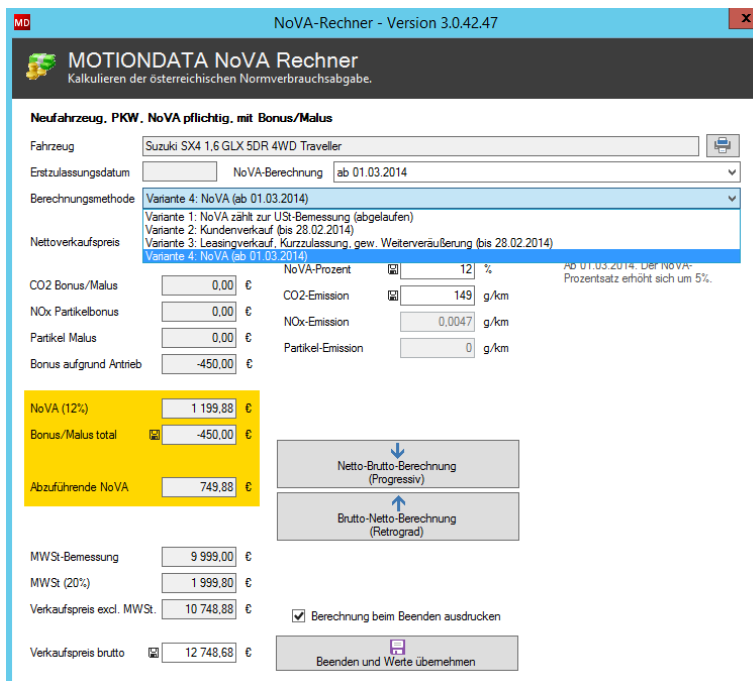 MD NoVA-Rechner - Version 3.0.42.47 x
MOTIONDATA NoVA Rechner
Kalkulieren der österreichischen Normverbrauchsabgabe.
Neufahrzeug, PKW, NoVA pflichtig, mit Bonus/Malus
Fahrzeug Suzuki SX4 1,6 GLX 5DR 4WD Traveller
Erstzulassungsdatum NoVA-Berechnung ab 01.03.2014
Berechnungsmethode Variante 4: NoVA (ab 01.03.2014)
Variante 1: NoVA zählt zur USt-Bemessung (abgelaufen)
Variante 2: Kundenverkauf (bis 28.02.2014)
Nettoverkaufspreis Variante 3: Leasingverkauf, Kurzzulassung, gew. Weiterveräußerung (bis 28.02.2014)
Variante 4: NoVA (ab 01.03.2014)
NoVA-Prozent 12 % Ab 01.03.2014. Der NoVA-
Prozentsatz erhöht sich um 5%.
CO2 Bonus/Malus 0,00 € CO2-Emission 149 g/km
NOx Partikelbonus 0,00 € NOx-Emission 0,0047 g/km
Partikel Malus 0,00 € Partikel-Emission 0 g/km
Bonus aufgrund Antrieb -450,00 €
NoVA (12%) 1 199,88 €
Bonus/Malus total -450,00 €
Netto-Brutto-Berechnung
(Progressiv)
Abzuführende NoVA 749,88 €
Brutto-Netto-Berechnung
(Retrograd)
MWSt-Bemessung 9 999,00 €
MWSt (20%) 1 999,80 €
Verkaufspreis excl. MWSt. 10 748,88 € Berechnung beim Beenden ausdrucken
Verkaufspreis brutto 12 748,68 € Beenden und Werte übernehmen